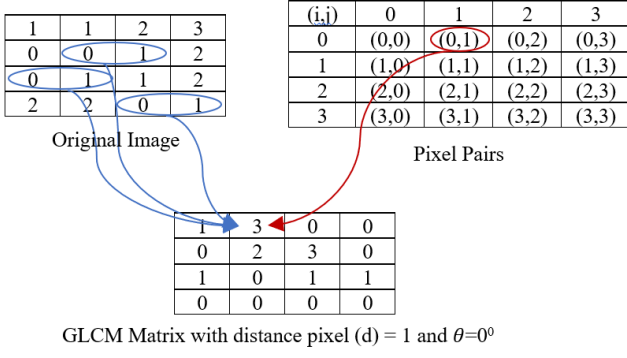 1 1 2 3
0 0 1 2
0 1 1 2
2 2 0 1
Original Image
(i,j) 0 1 2 3
0 (0,0) (0,1) (0,2) (0,3)
1 (1,0) (1,1) (1,2) (1,3)
2 (2,0) (2,1) (2,2) (2,3)
3 (3,0) (3,1) (3,2) (3,3)
Pixel Pairs
1 3 0 0
0 2 3 0
1 0 1 1
0 0 0 0
GLCM Matrix with distance pixel (d) = 1 and θ=0⁰